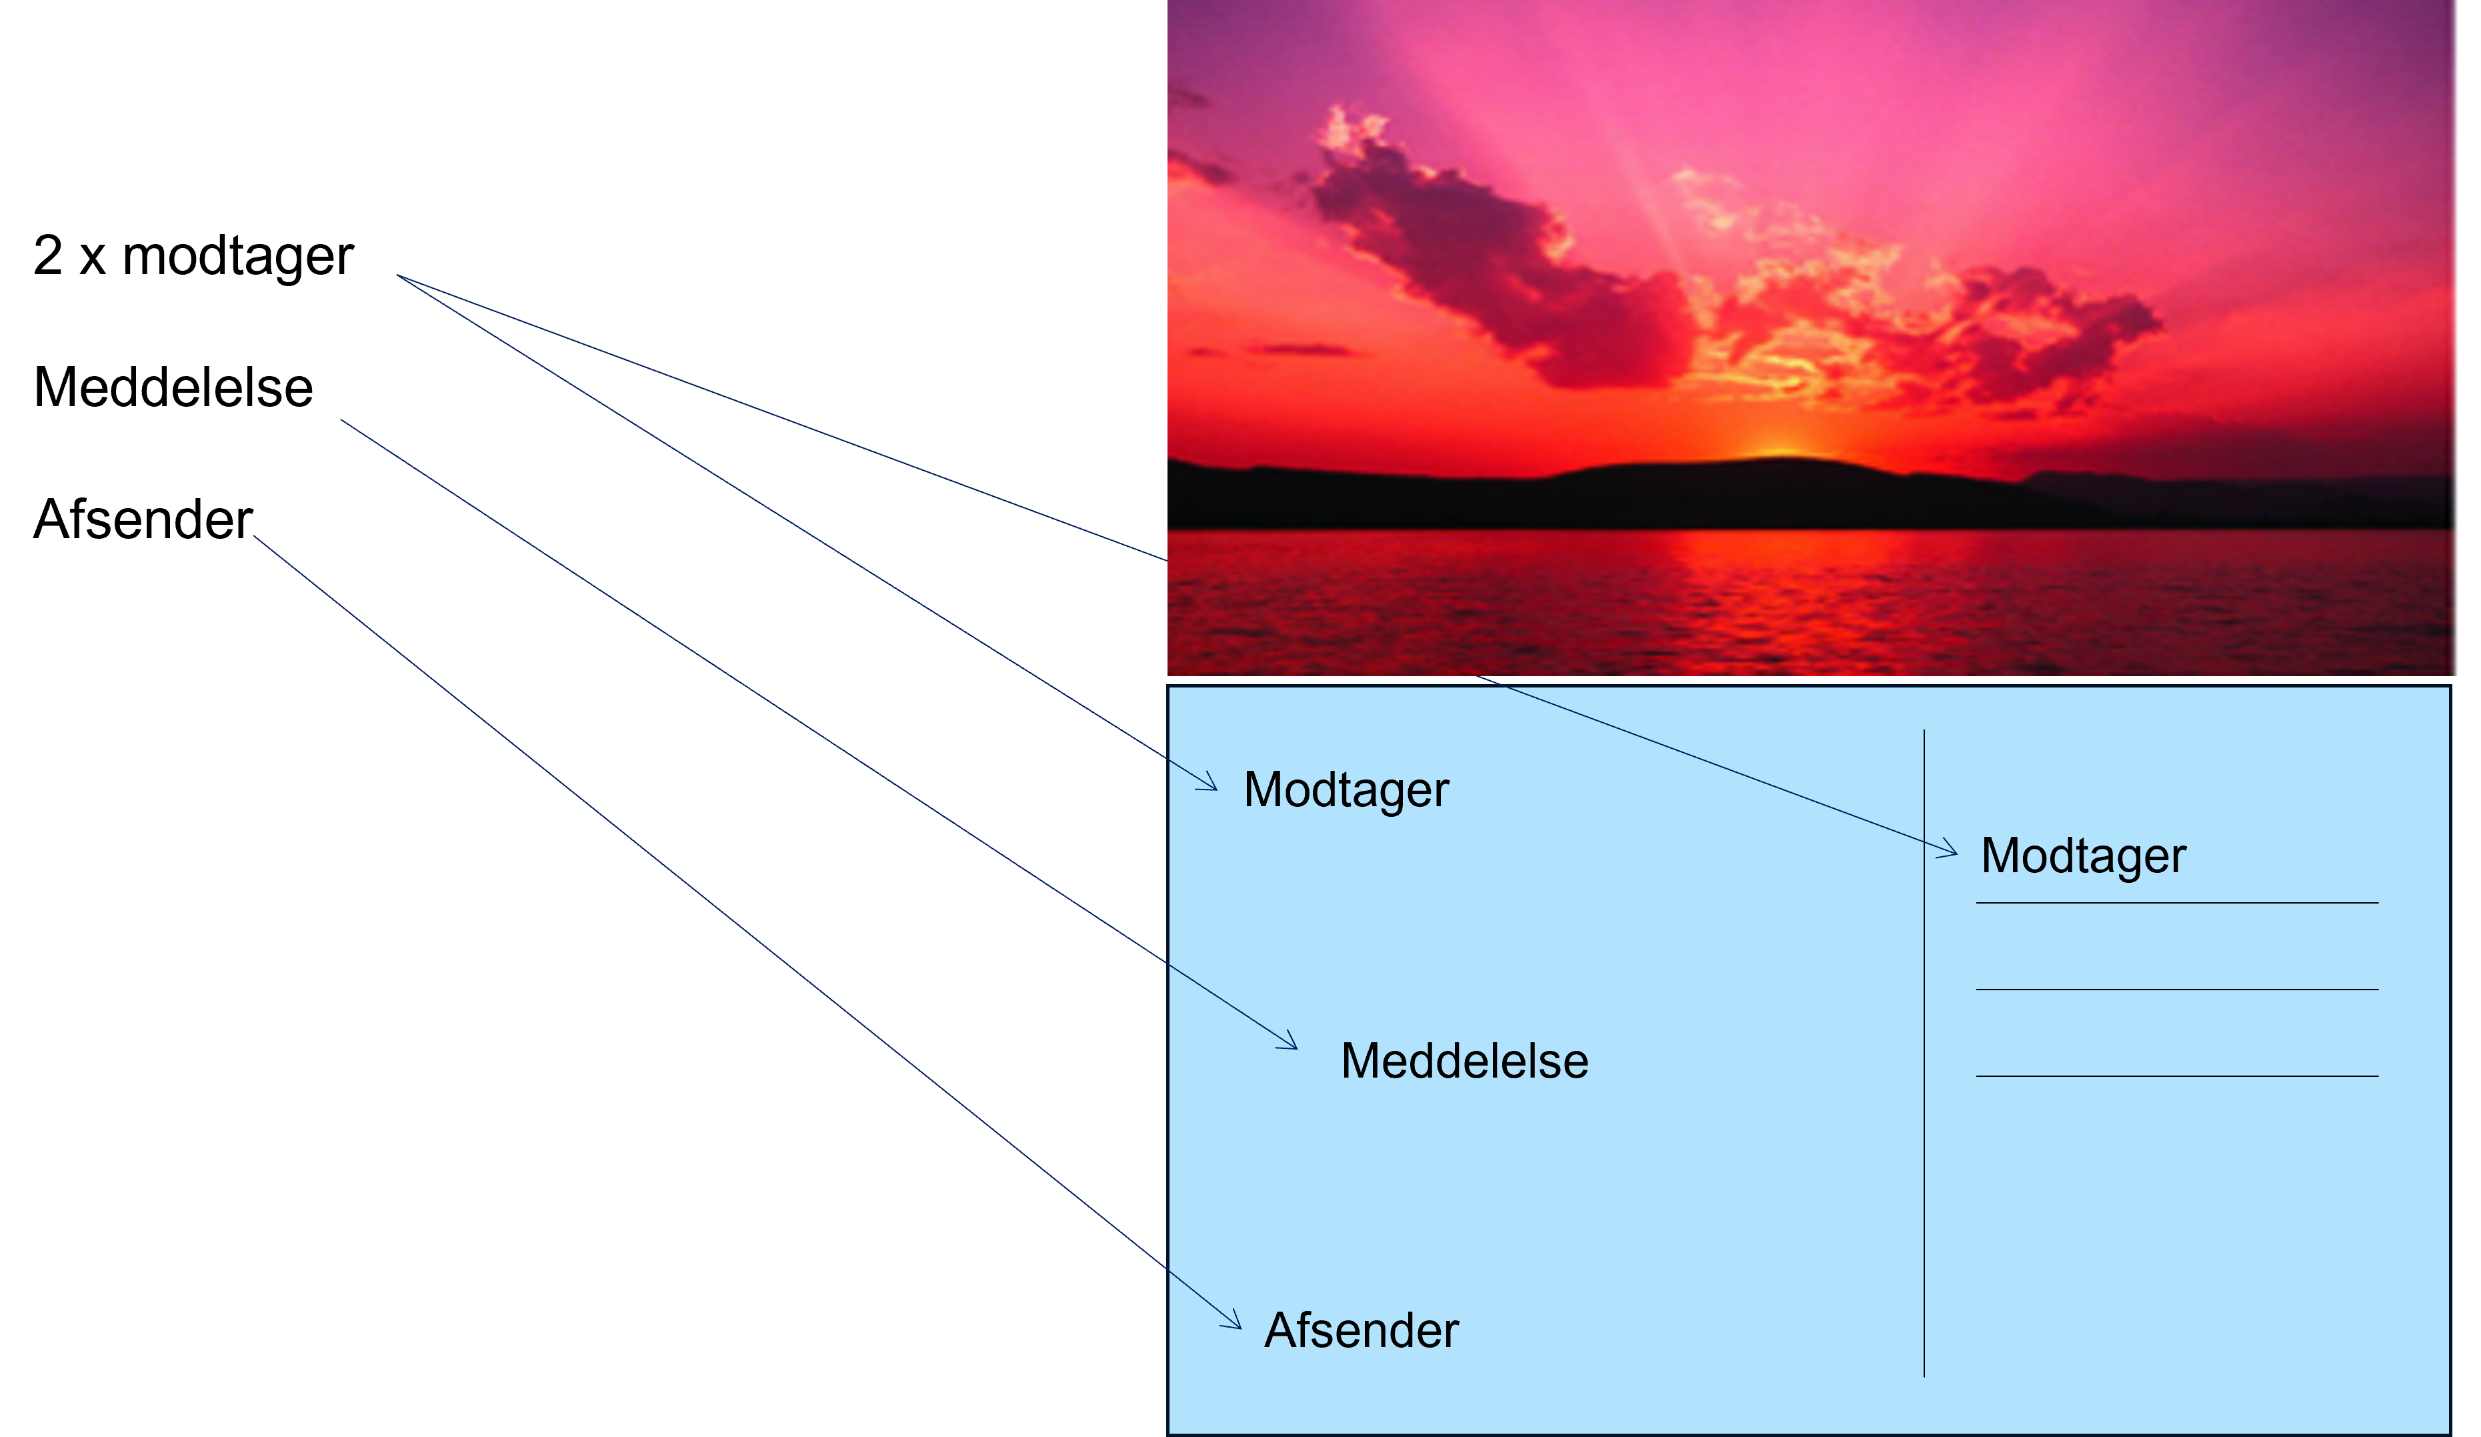 2 x modtager
Meddelelse
Afsender
Modtager
Modtager
Meddelelse
Afsender